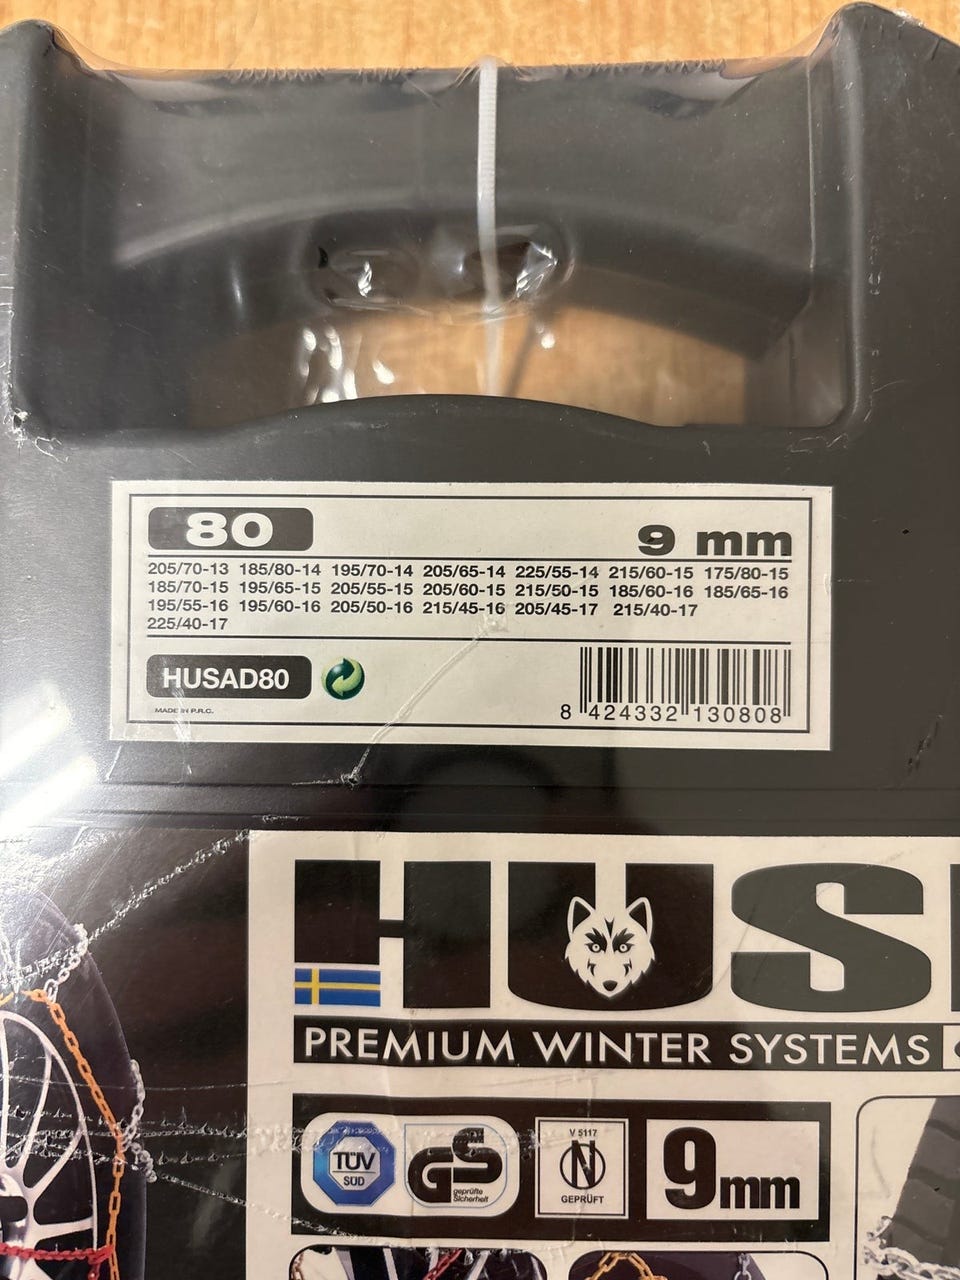 80
9 mm
205/70-13 185/80-14 195/70-14 205/65-14 225/55-14 215/60-15 175/80-15
185/70-15 195/65-15 205/55-15 205/60-15 215/50-15 185/60-16 185/65-16
195/55-16 195/60-16 205/50-16 215/45-16 205/45-17 215/40-17
225/40-17
HUSAD80
MADE IN P.R.C.
8 424332 130808
HUS
PREMIUM WINTER SYSTEMS
TÜV
SÜD
GS
geprüfte
Sicherheit
V 5117
N
GEPRÜFT
9mm